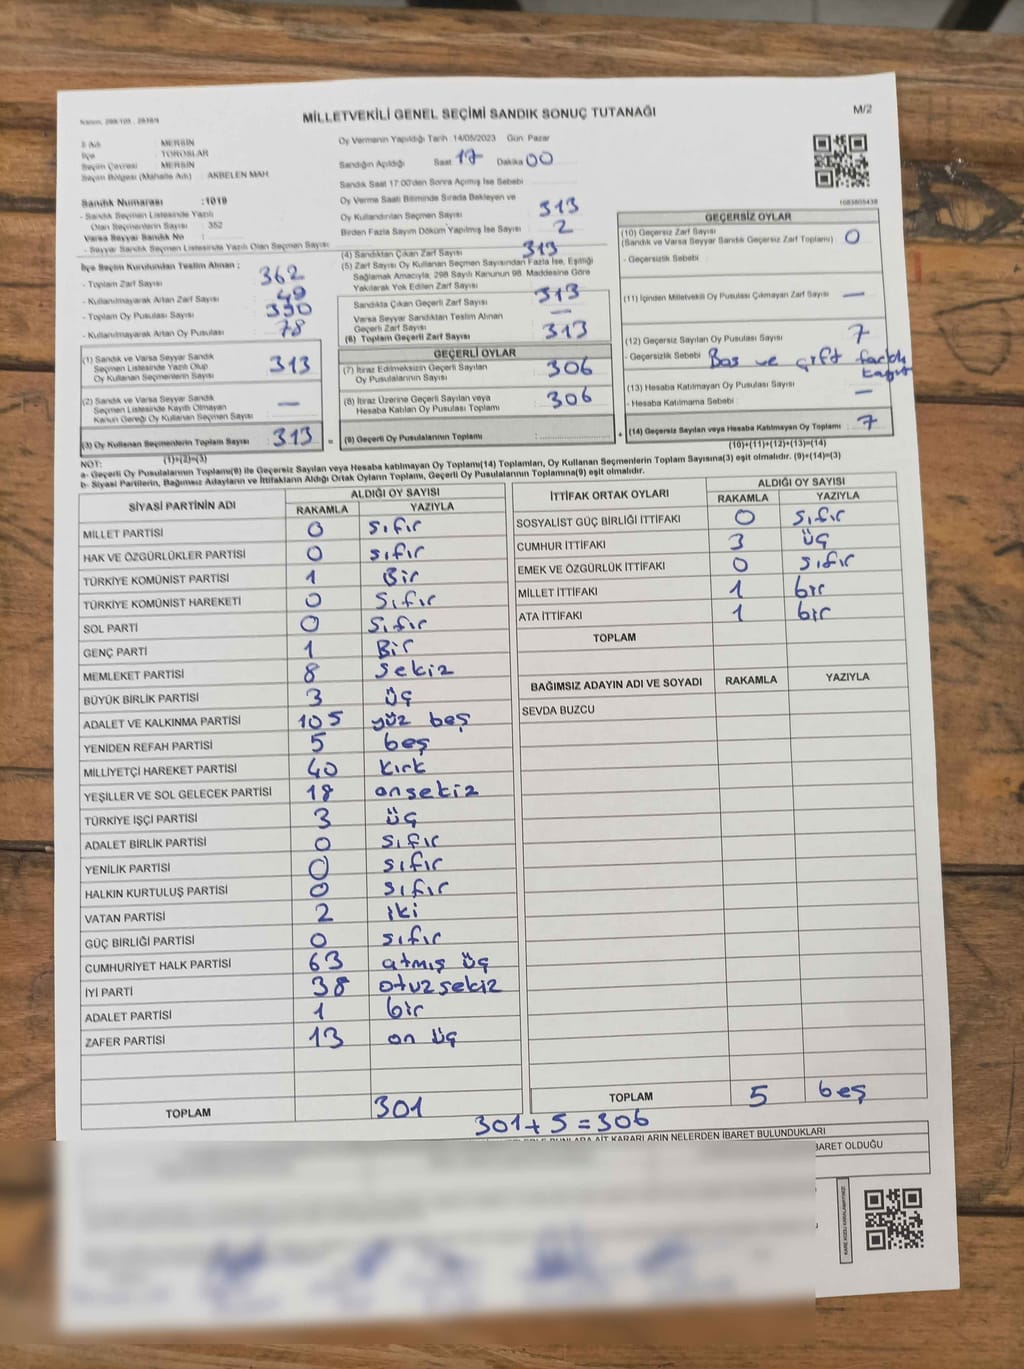 MİLLETVEKİLİ GENEL SEÇİMİ SANDIK SONUÇ TUTANAĞI
M/2
İl Adı : MERSİN
İlçe : TOROSLAR
Seçim Çevresi : MERSİN
Seçim Bölgesi (Mahalle Adı) : AKBELEN MAH
Sandık Numarası : 1019
- Sandık Seçmen Listesinde Yazılı
Olan Seçmenlerin Sayısı : 352
Varsa Seyyar Sandık No :
- Seyyar Sandık Seçmen Listesinde Yazılı Olan Seçmen Sayısı:
Oy Vermenin Yapıldığı Tarih 14/05/2023 Gün Pazar
Sandığın Açıldığı Saat 17 Dakika 00
Sandık Saat 17:00'den Sonra Açılmış İse Sebebi
Oy Verme Saati Bitiminde Sırada Bekleyen ve
Oy Kullandırılan Seçmen Sayısı 313
Birden Fazla Sayım Döküm Yapılmış İse Sayısı 2
(4) Sandıktan Çıkan Zarf Sayısı 313
(5) Zarf Sayısı Oy Kullanan Seçmen Sayısından Fazla İse, Eşitliği
Sağlamak Amacıyla, 298 Sayılı Kanunun 98. Maddesine Göre
Yakılarak Yok Edilen Zarf Sayısı
Sandıkta Çıkan Geçerli Zarf Sayısı 313
Varsa Seyyar Sandıktan Teslim Alınan
Geçerli Zarf Sayısı —
(6) Toplam Geçerli Zarf Sayısı 313
İlçe Seçim Kurulundan Teslim Alınan ;
- Toplam Zarf Sayısı : 362
- Kullanılmayarak Artan Zarf Sayısı : 49
- Toplam Oy Pusulası Sayısı : 390
- Kullanılmayarak Artan Oy Pusulası : 78
(1) Sandık ve Varsa Seyyar Sandık
Seçmen Listesinde Yazılı Olup
Oy Kullanan Seçmenlerin Sayısı : 313
(2) Sandık ve Varsa Seyyar Sandık
Seçmen Listesinde Kayıtlı Olmayan
Kanun Gereği Oy Kullanan Seçmen Sayısı : —
(3) Oy Kullanan Seçmenlerin Toplam Sayısı : 313
(1)+(2)=(3)
GEÇERLİ OYLAR
(7) İtiraz Edilmeksizin Geçerli Sayılan
Oy Pusulalarının Sayısı : 306
(8) İtiraz Üzerine Geçerli Sayılan veya
Hesaba Katılan Oy Pusulası Toplamı : 306
= (9) Geçerli Oy Pusulalarının Toplamı :
1083805438
GEÇERSİZ OYLAR
(10) Geçersiz Zarf Sayısı
(Sandık ve Varsa Seyyar Sandık Geçersiz Zarf Toplamı) : 0
- Geçersizlik Sebebi :
(11) İçinden Milletvekili Oy Pusulası Çıkmayan Zarf Sayısı : —
(12) Geçersiz Sayılan Oy Pusulası Sayısı : 7
- Geçersizlik Sebebi : Boş ve çift
(13) Hesaba Katılmayan Oy Pusulası Sayısı : —
- Hesaba Katılmama Sebebi :
+ (14) Geçersiz Sayılan veya Hesaba Katılmayan Oy Toplamı : 7
(10)+(11)+(12)+(13)=(14)
NOT:
a- Geçerli Oy Pusulalarının Toplamı(9) ile Geçersiz Sayılan veya Hesaba katılmayan Oy Toplamı(14) Toplamları, Oy Kullanan Seçmenlerin Toplam Sayısına(3) eşit olmalıdır. (9)+(14)=(3)
b- Siyasi Partilerin, Bağımsız Adayların ve İttifakların Aldığı Ortak Oyların Toplamı, Geçerli Oy Pusulalarının Toplamına(9) eşit olmalıdır.
SİYASİ PARTİNİN ADI ALDIĞI OY SAYISI
RAKAMLA YAZIYLA
MİLLET PARTİSİ 0 sıfır
HAK VE ÖZGÜRLÜKLER PARTİSİ 0 sıfır
TÜRKİYE KOMÜNİST PARTİSİ 1 Bir
TÜRKİYE KOMÜNİST HAREKETİ 0 Sıfır
SOL PARTİ 0 Sıfır
GENÇ PARTİ 1 Bir
MEMLEKET PARTİSİ 8 sekiz
BÜYÜK BİRLİK PARTİSİ 3 üç
ADALET VE KALKINMA PARTİSİ 105 yüz beş
YENİDEN REFAH PARTİSİ 5 beş
MİLLİYETÇİ HAREKET PARTİSİ 40 kırk
YEŞİLLER VE SOL GELECEK PARTİSİ 18 onsekiz
TÜRKİYE İŞÇİ PARTİSİ 3 üç
ADALET BİRLİK PARTİSİ 0 sıfır
YENİLİK PARTİSİ 0 sıfır
HALKIN KURTULUŞ PARTİSİ 0 sıfır
VATAN PARTİSİ 2 iki
GÜÇ BİRLİĞİ PARTİSİ 0 sıfır
CUMHURİYET HALK PARTİSİ 63 atmış üç
İYİ PARTİ 38 otuzsekiz
ADALET PARTİSİ 1 bir
ZAFER PARTİSİ 13 on üç
TOPLAM 301
İTTİFAK ORTAK OYLARI ALDIĞI OY SAYISI
RAKAMLA YAZIYLA
SOSYALİST GÜÇ BİRLİĞİ İTTİFAKI 0 sıfır
CUMHUR İTTİFAKI 3 üç
EMEK VE ÖZGÜRLÜK İTTİFAKI 0 sıfır
MİLLET İTTİFAKI 1 bir
ATA İTTİFAKI 1 bir
TOPLAM
BAĞIMSIZ ADAYIN ADI VE SOYADI RAKAMLA YAZIYLA
SEVDA BUZCU
TOPLAM 5 beş
301+5=306
BUNLARA AİT KARARLARIN NELERDEN İBARET BULUNDUKLARI
İBARET OLDUĞU